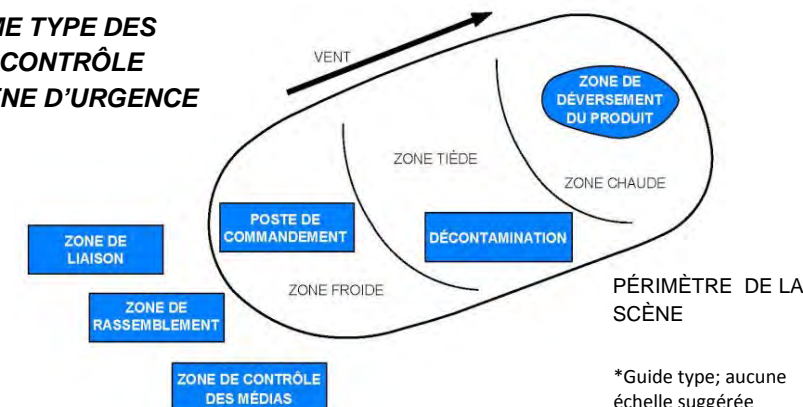 ME TYPE DES
CONTRÔLE
NE D'URGENCE
VENT
ZONE DE
DÉVERSEMENT
DU PRODUIT
ZONE TIÈDE
ZONE CHAUDE
POSTE DE
COMMANDEMENT
DÉCONTAMINATION
ZONE DE
LIAISON
ZONE FROIDE
ZONE DE
RASSEMBLEMENT
PÉRIMÈTRE DE LA
SCÈNE
ZONE DE CONTRÔLE
DES MÉDIAS
*Guide type; aucune
échelle suggérée